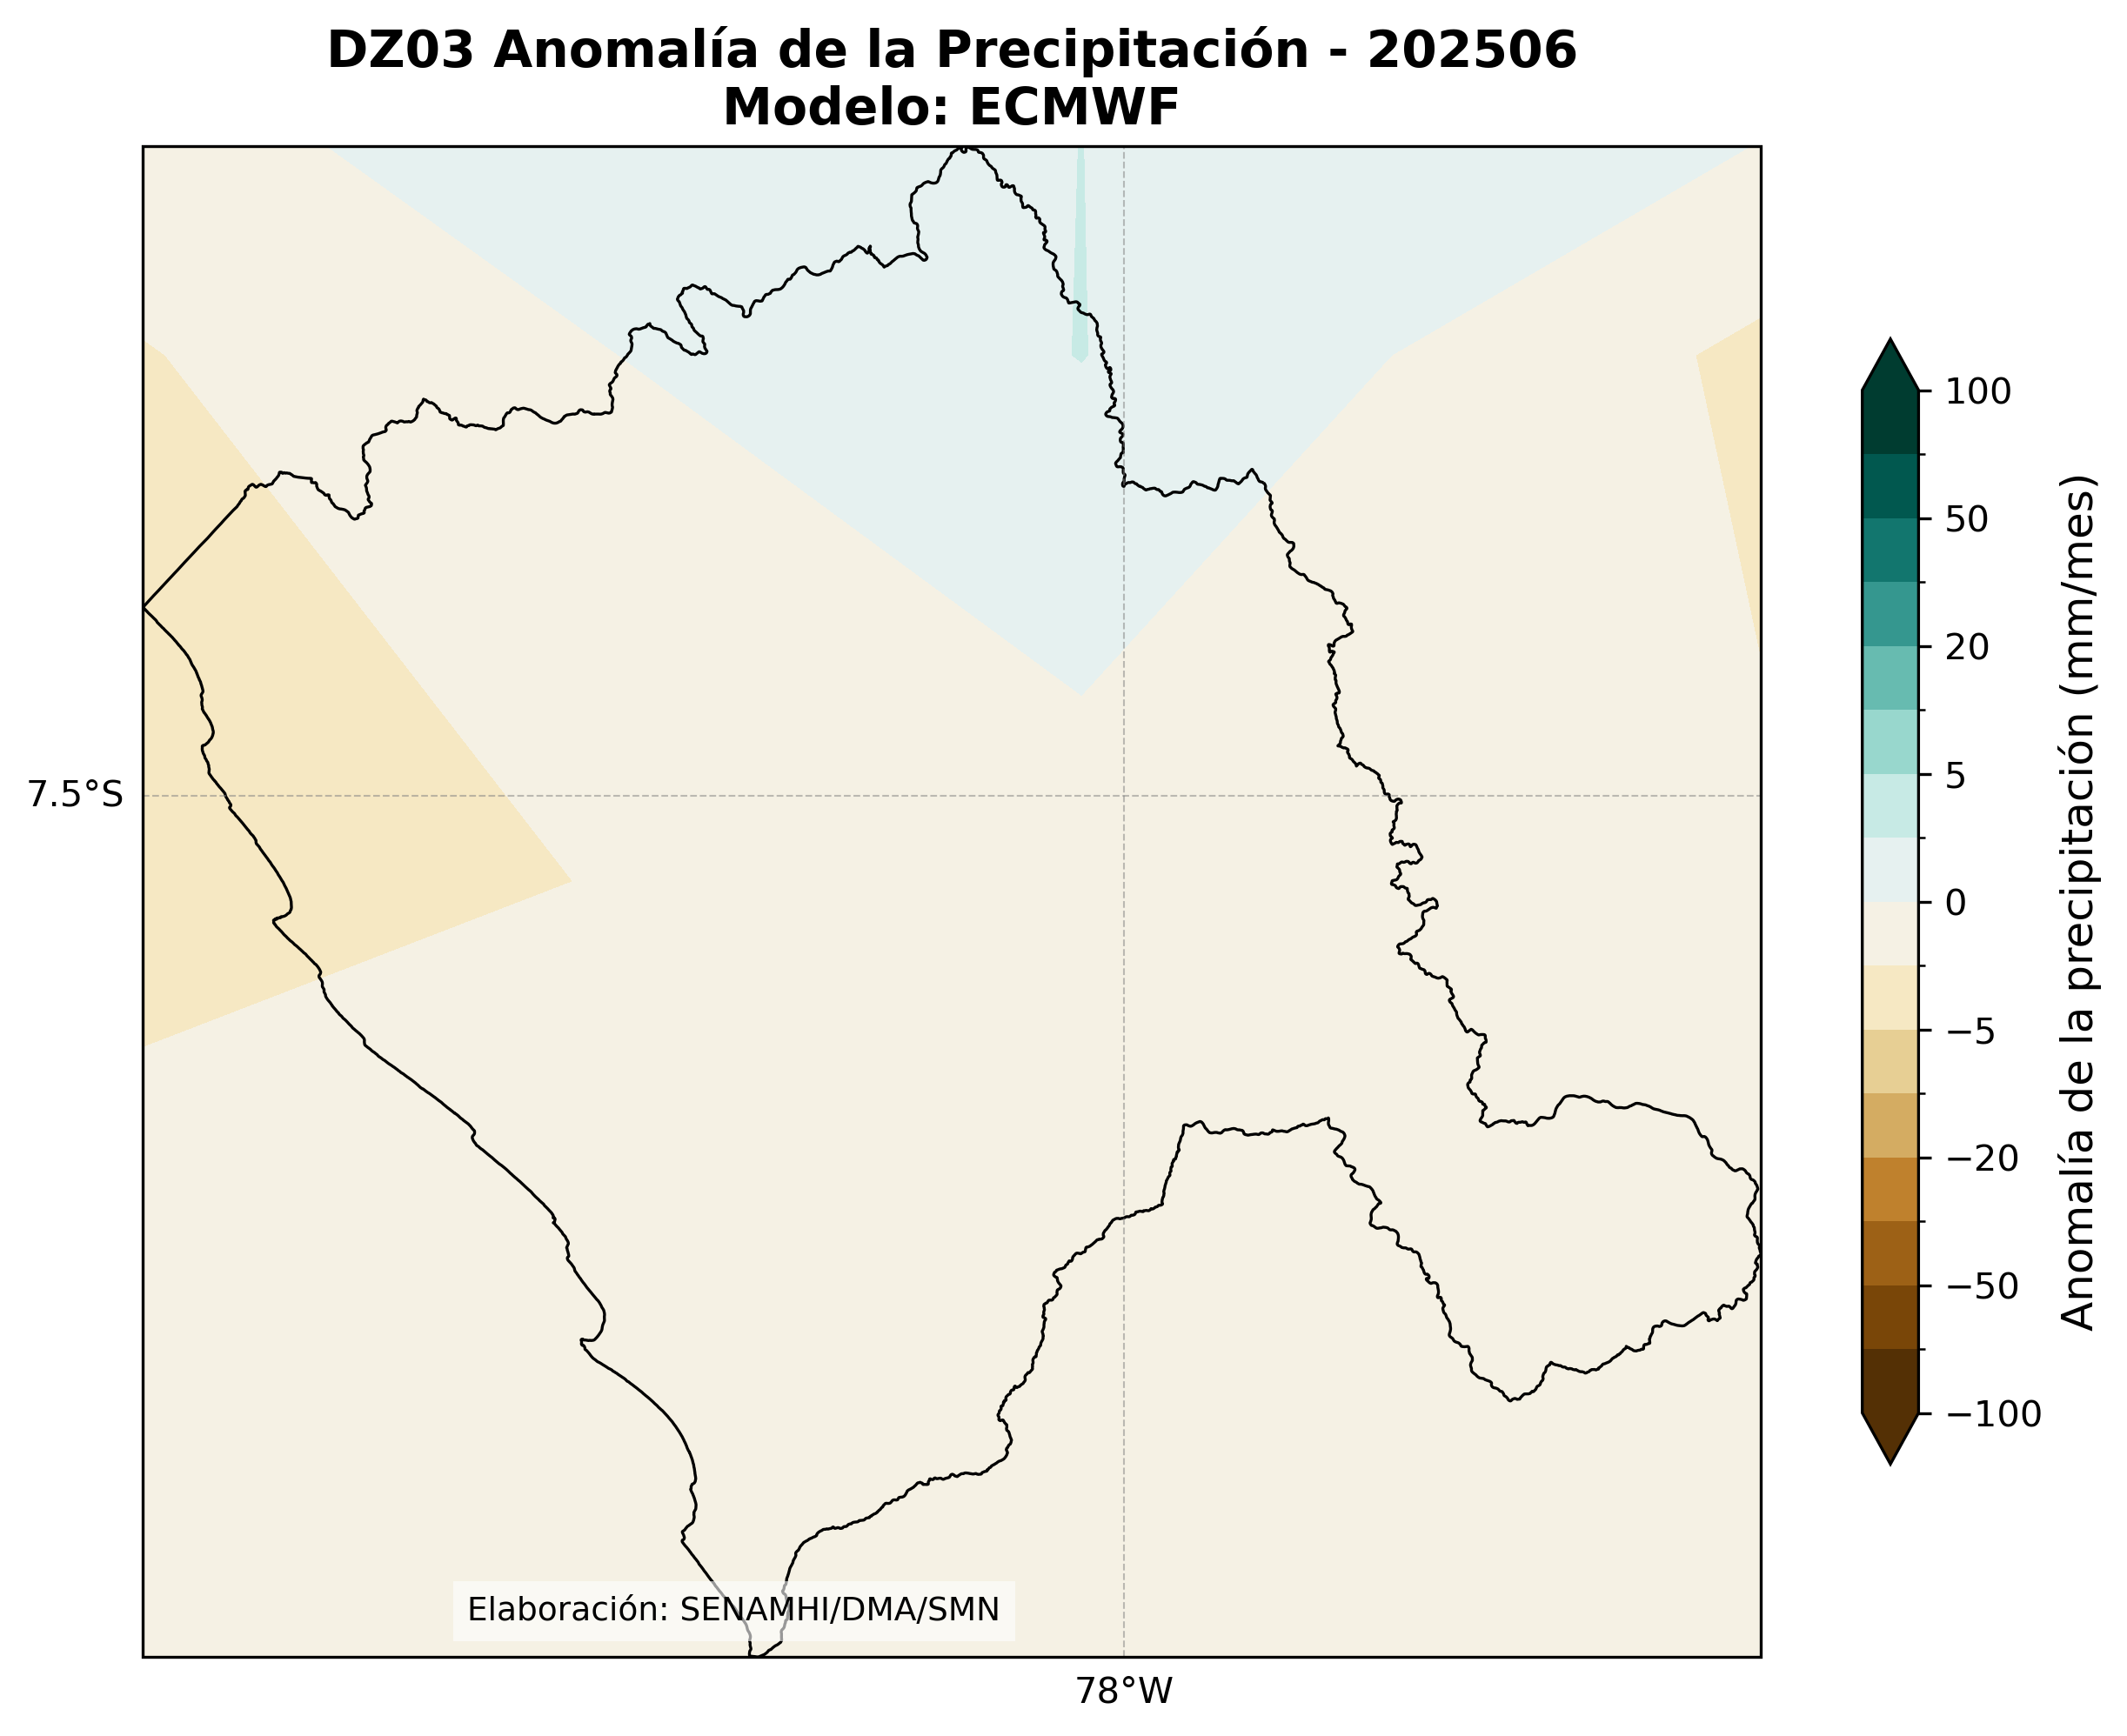 DZ03 Anomalía de la Precipitación - 202506
Modelo: ECMWF
7.5°S
78°W
Elaboración: SENAMHI/DMA/SMN
100
50
20
5
0
−5
−20
−50
−100
Anomalía de la precipitación (mm/mes)